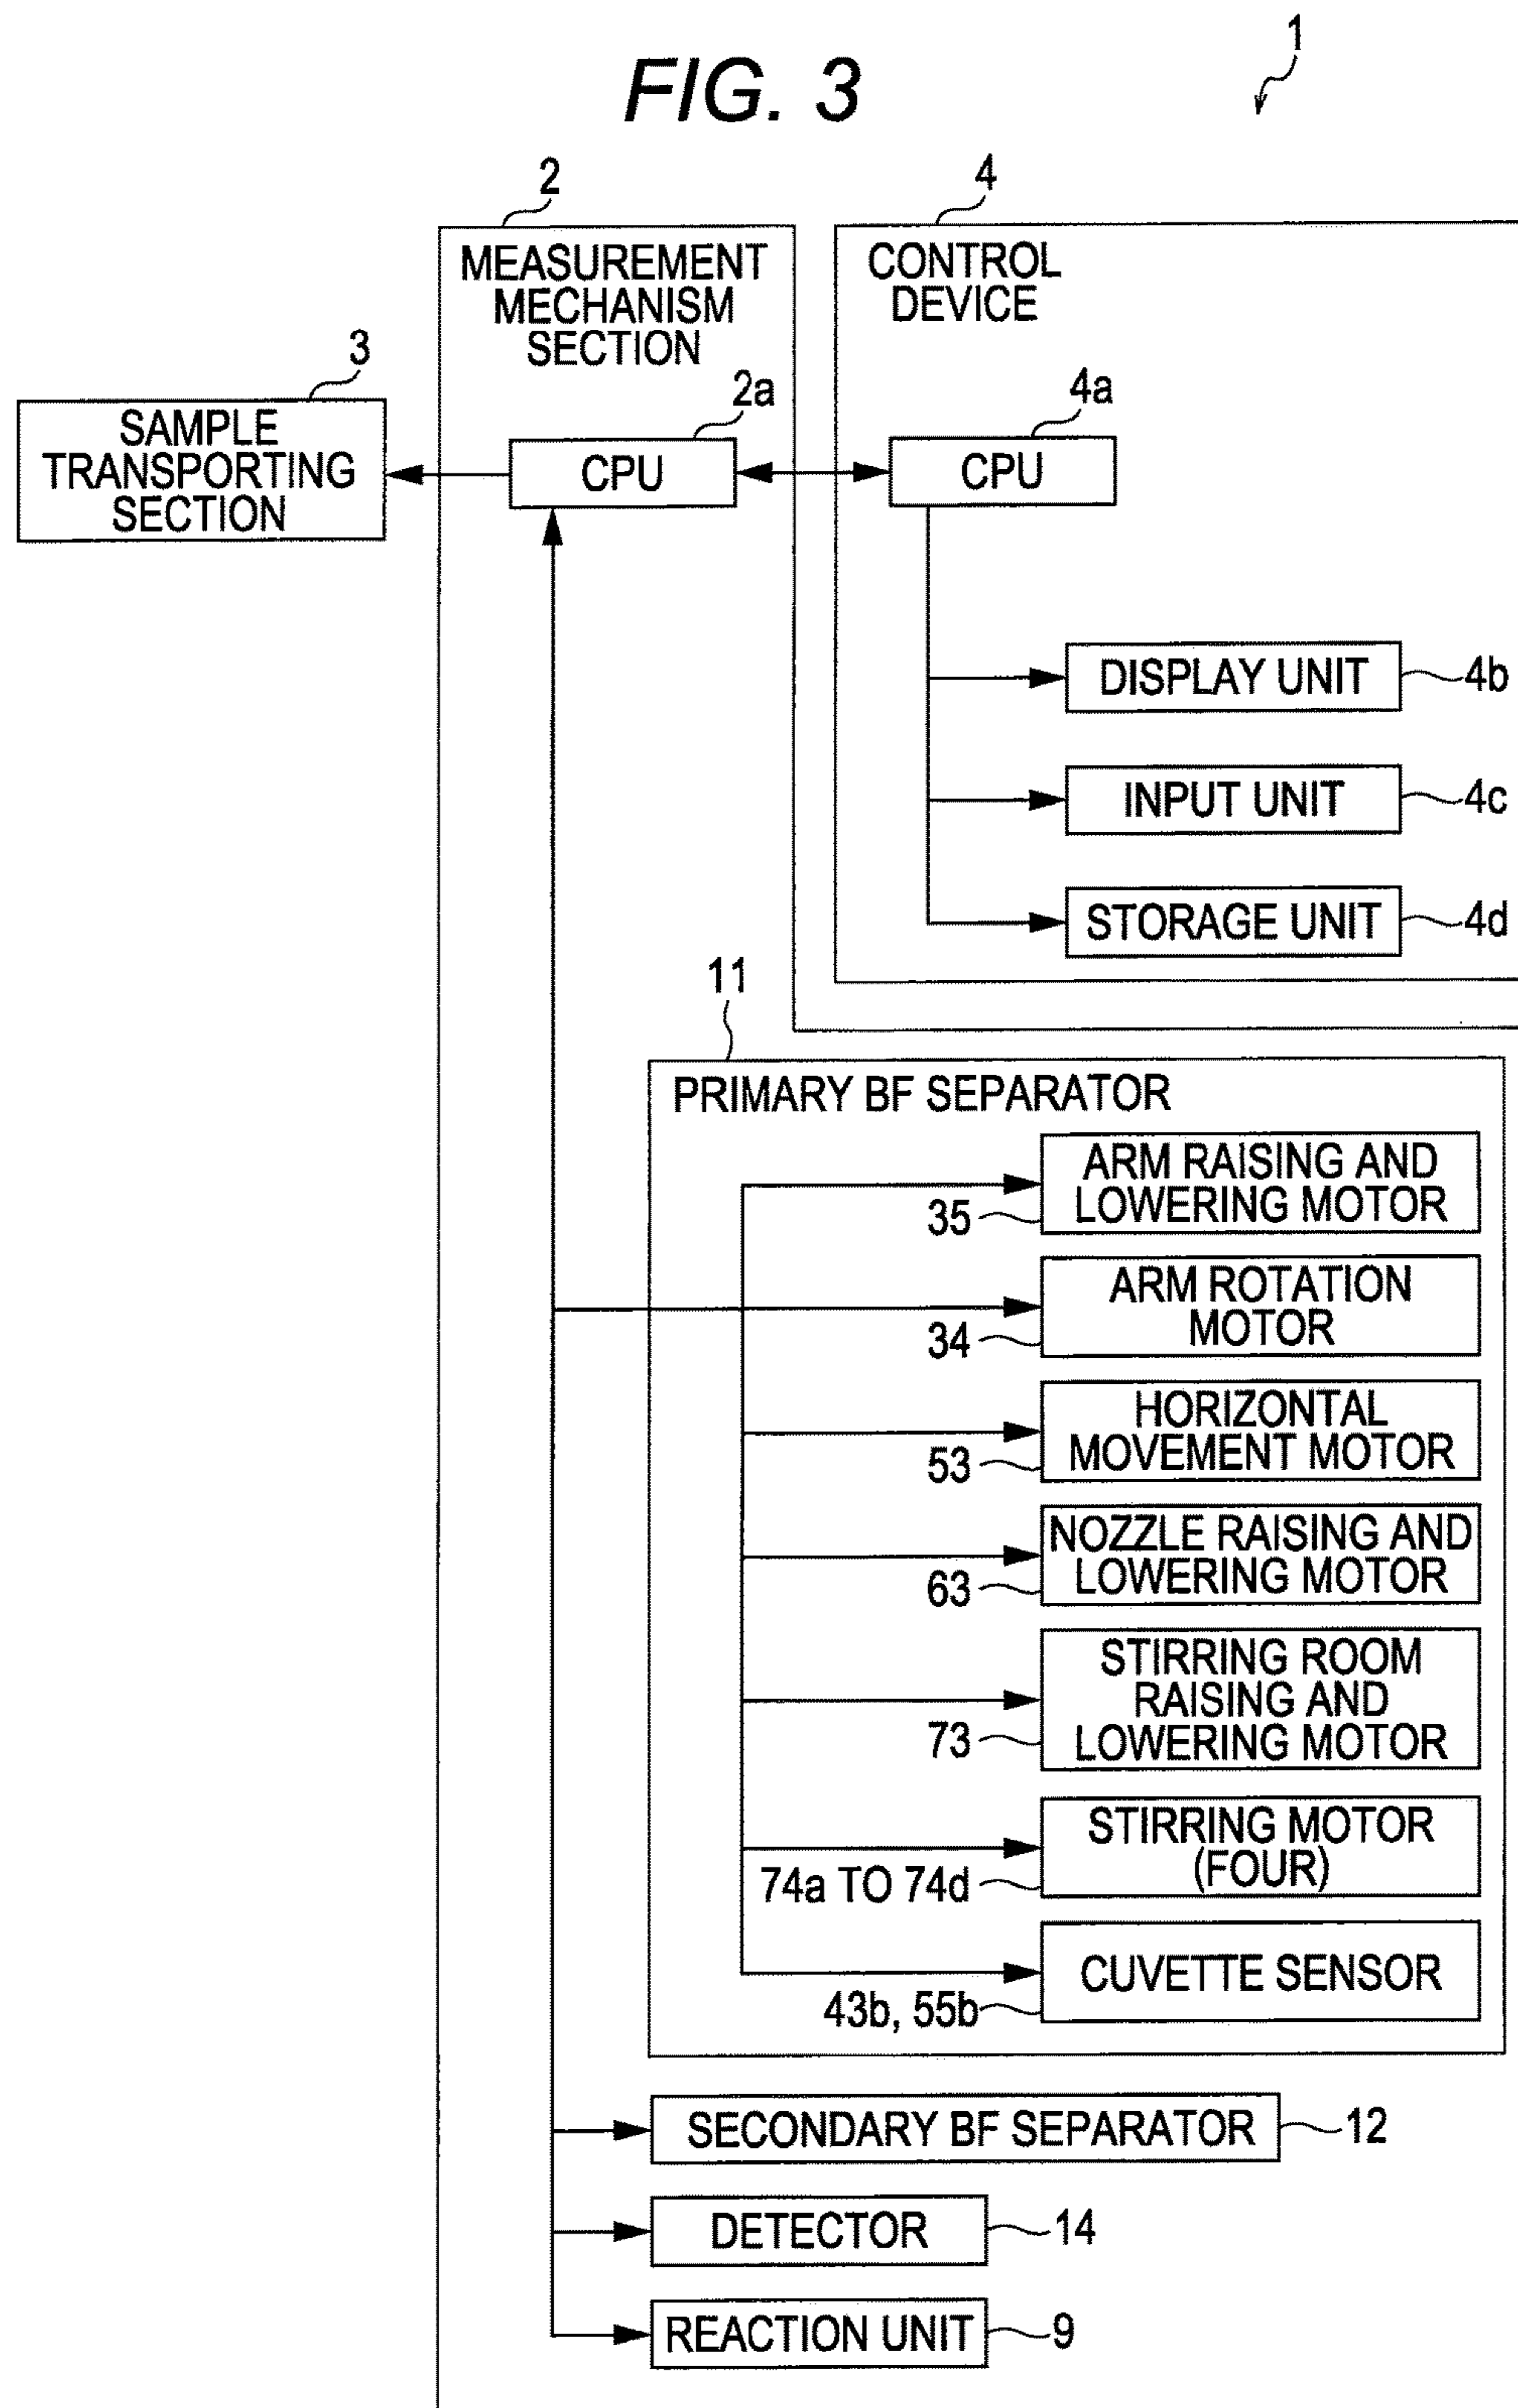 FIG. 3
1
2
4
MEASUREMENT
MECHANISM
SECTION
CONTROL
DEVICE
3
2a
4a
SAMPLE
TRANSPORTING
SECTION
CPU
CPU
DISPLAY UNIT
4b
INPUT UNIT
4c
STORAGE UNIT
4d
11
PRIMARY BF SEPARATOR
ARM RAISING AND
LOWERING MOTOR
35
ARM ROTATION
MOTOR
34
HORIZONTAL
MOVEMENT MOTOR
53
NOZZLE RAISING AND
LOWERING MOTOR
63
STIRRING ROOM
RAISING AND
LOWERING MOTOR
73
STIRRING MOTOR
(FOUR)
74a TO 74d
CUVETTE SENSOR
43b, 55b
SECONDARY BF SEPARATOR
12
DETECTOR
14
REACTION UNIT
9